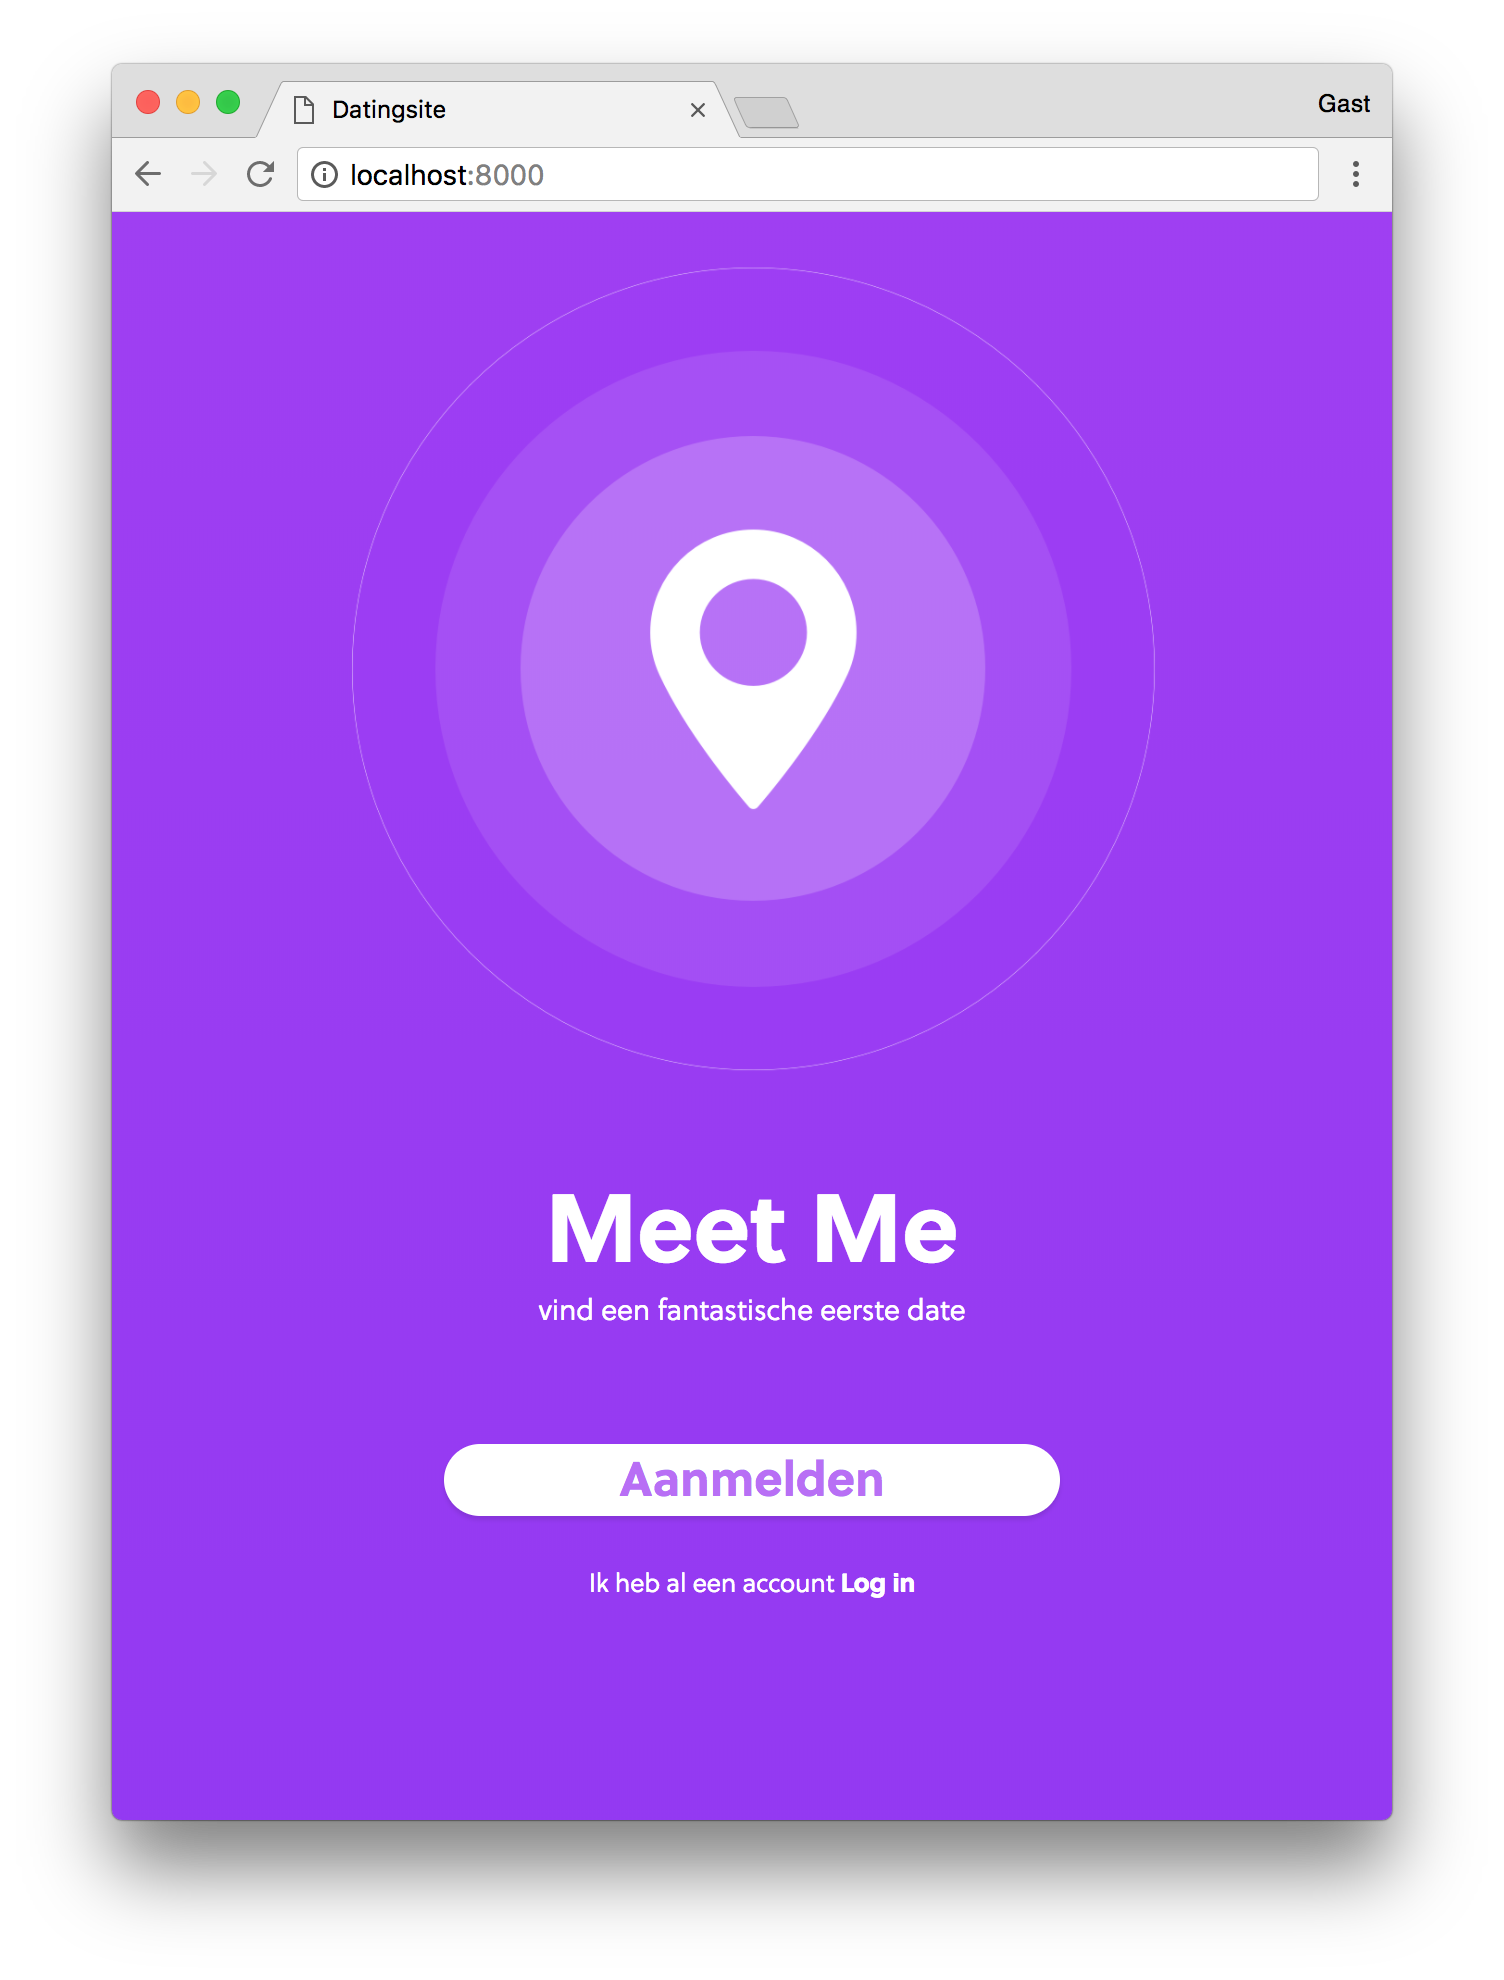 Datingsite
Gast
localhost:8000
Meet Me
vind een fantastische eerste date
Aanmelden
Ik heb al een account Log in